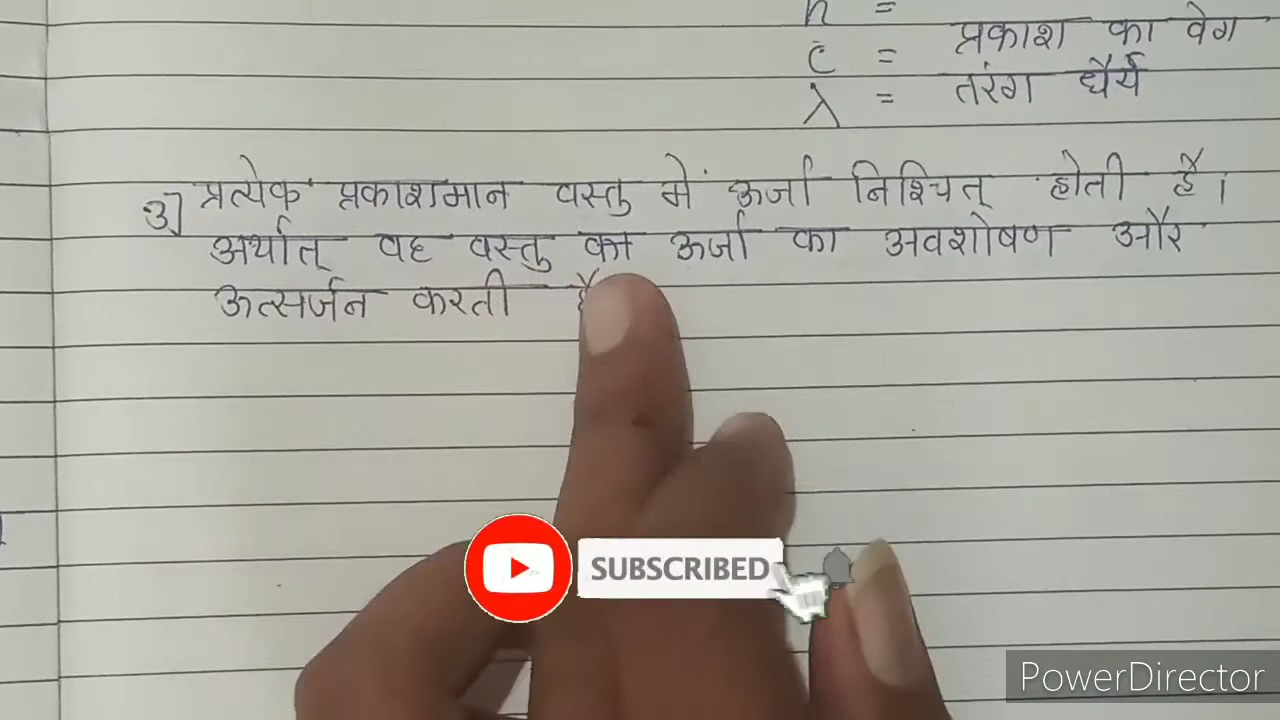 h =
c = प्रकाश का वेग
λ = तरंग धैर्य
3] प्रत्येक प्रकाशमान वस्तु में ऊर्जा निश्चित् होती है।
अर्थात् वह वस्तु का ऊर्जा का अवशोषण और
ऊत्सर्जन करती है
SUBSCRIBED
PowerDirector